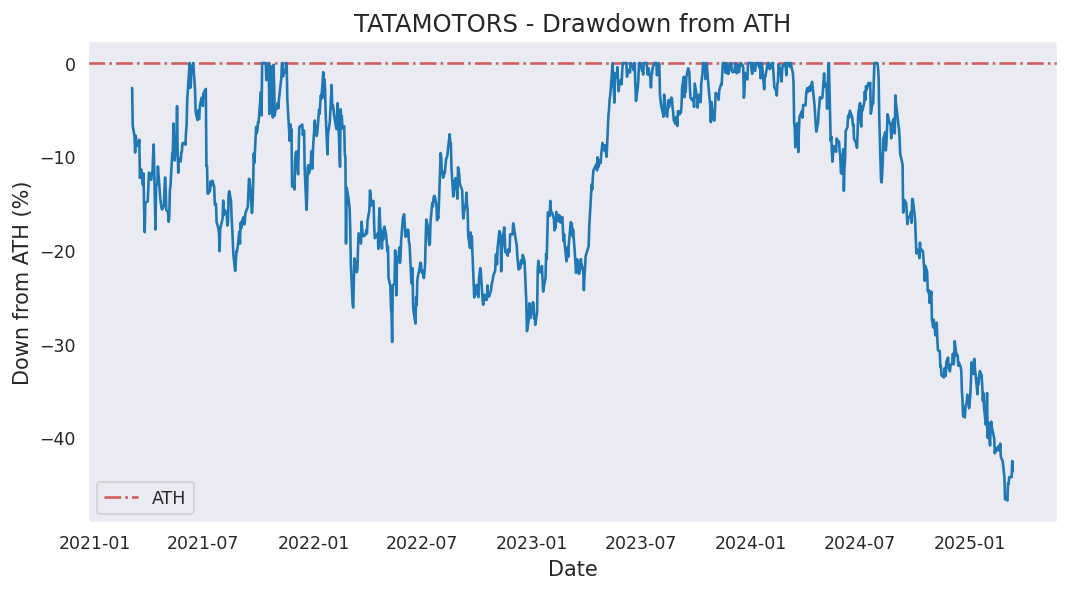 TATAMOTORS - Drawdown from ATH
Down from ATH (%)
0
−10
−20
−30
−40
ATH
2021-01 2021-07 2022-01 2022-07 2023-01 2023-07 2024-01 2024-07 2025-01
Date